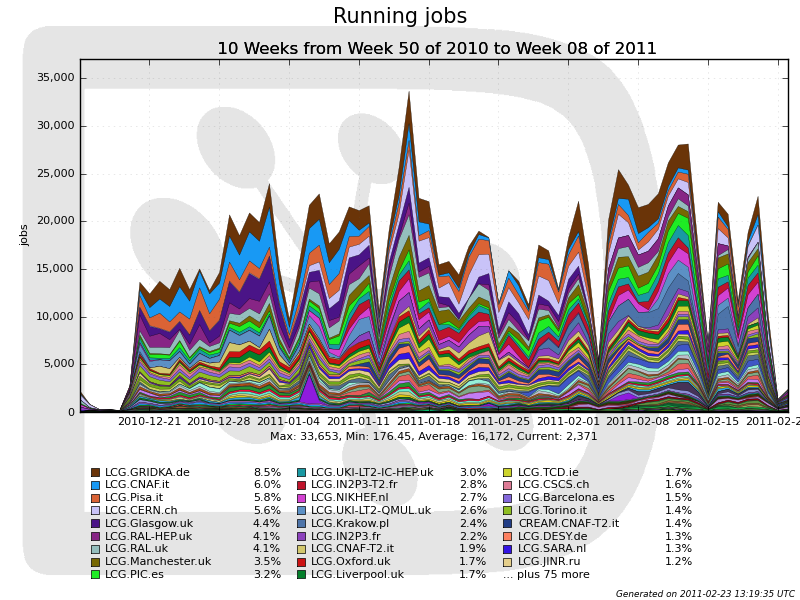 Running jobs
10 Weeks from Week 50 of 2010 to Week 08 of 2011
jobs
35,000
30,000
25,000
20,000
15,000
10,000
5,000
0
2010-12-21 2010-12-28 2011-01-04 2011-01-11 2011-01-18 2011-01-25 2011-02-01 2011-02-08 2011-02-15 2011-02-2
Max: 33,653, Min: 176.45, Average: 16,172, Current: 2,371
LCG.GRIDKA.de 8.5% LCG.UKI-LT2-IC-HEP.uk 3.0% LCG.TCD.ie 1.7%
LCG.CNAF.it 6.0% LCG.IN2P3-T2.fr 2.8% LCG.CSCS.ch 1.6%
LCG.Pisa.it 5.8% LCG.NIKHEF.nl 2.7% LCG.Barcelona.es 1.5%
LCG.CERN.ch 5.6% LCG.UKI-LT2-QMUL.uk 2.6% LCG.Torino.it 1.4%
LCG.Glasgow.uk 4.4% LCG.Krakow.pl 2.4% CREAM.CNAF-T2.it 1.4%
LCG.RAL-HEP.uk 4.1% LCG.IN2P3.fr 2.2% LCG.DESY.de 1.3%
LCG.RAL.uk 4.1% LCG.CNAF-T2.it 1.9% LCG.SARA.nl 1.3%
LCG.Manchester.uk 3.5% LCG.Oxford.uk 1.7% LCG.JINR.ru 1.2%
LCG.PIC.es 3.2% LCG.Liverpool.uk 1.7% ... plus 75 more
Generated on 2011-02-23 13:19:35 UTC